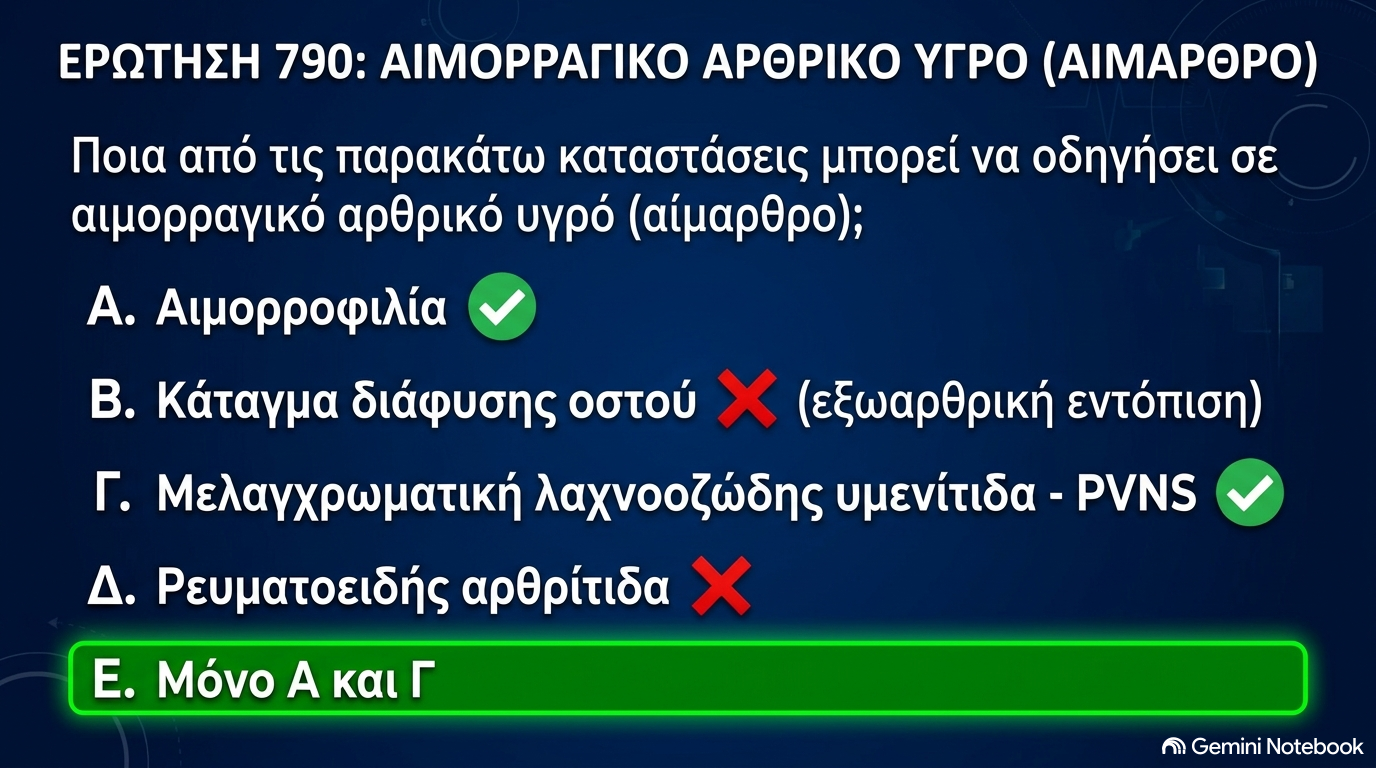 ΕΡΩΤΗΣΗ 790: ΑΙΜΟΡΡΑΓΙΚΟ ΑΡΘΡΙΚΟ ΥΓΡΟ (ΑΙΜΑΡΘΡΟ)
Ποια από τις παρακάτω καταστάσεις μπορεί να οδηγήσει σε
αιμορραγικό αρθρικό υγρό (αίμαρθρο);
Α. Αιμορροφιλία
Β. Κάταγμα διάφυσης οστού (εξωαρθρική εντόπιση)
Γ. Μελαγχρωματική λαχνοοζώδης υμενίτιδα - PVNS
Δ. Ρευματοειδής αρθρίτιδα
Ε. Μόνο Α και Γ
Gemini Notebook